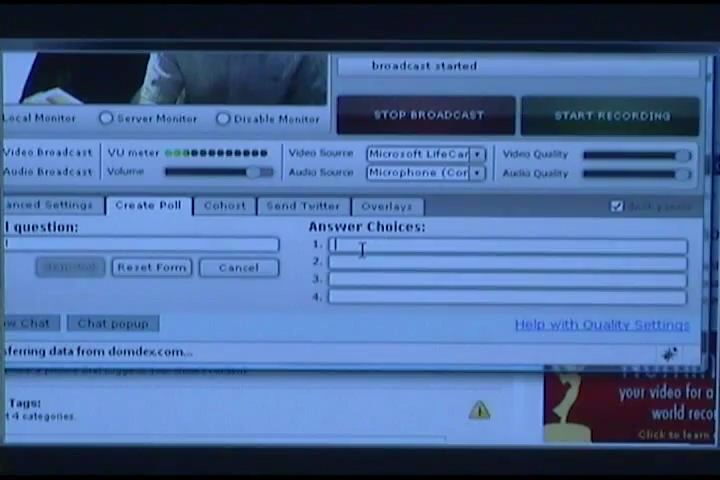 broadcast started
STOP BROADCAST START RECORDING
Local Monitor Server Monitor Disable Monitor
Video Broadcast VU meter Video Source Microsoft LifeCar Video Quality
Audio Broadcast Volume Audio Source Microphone (Cor Audio Quality
anced Settings Create Poll Cohost Send Twitter Overlays
l question: Answer Choices:
1.
2.
Reset Form Cancel
3.
4.
w Chat Chat popup Help with Quality Settings
nsferring data from domdex.com...
Tags:
t 4 categories.
your video for a
world reco
Click to learn